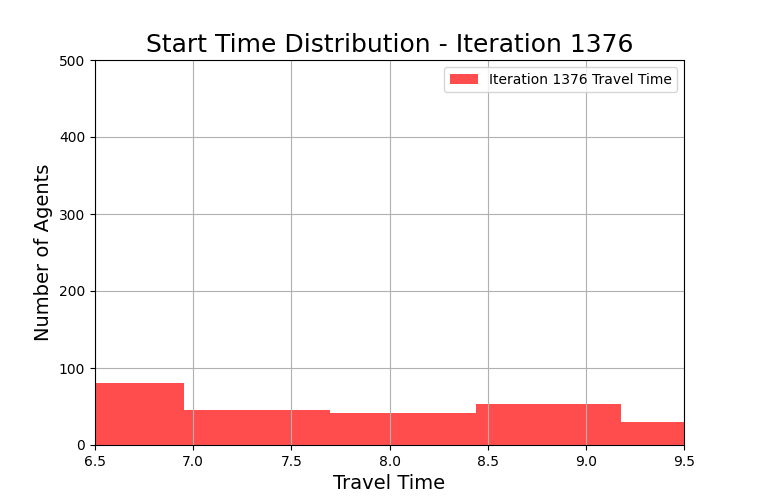 Start Time Distribution - Iteration 1376
Iteration 1376 Travel Time
Number of Agents
500
400
300
200
100
0
6.5 7.0 7.5 8.0 8.5 9.0 9.5
Travel Time